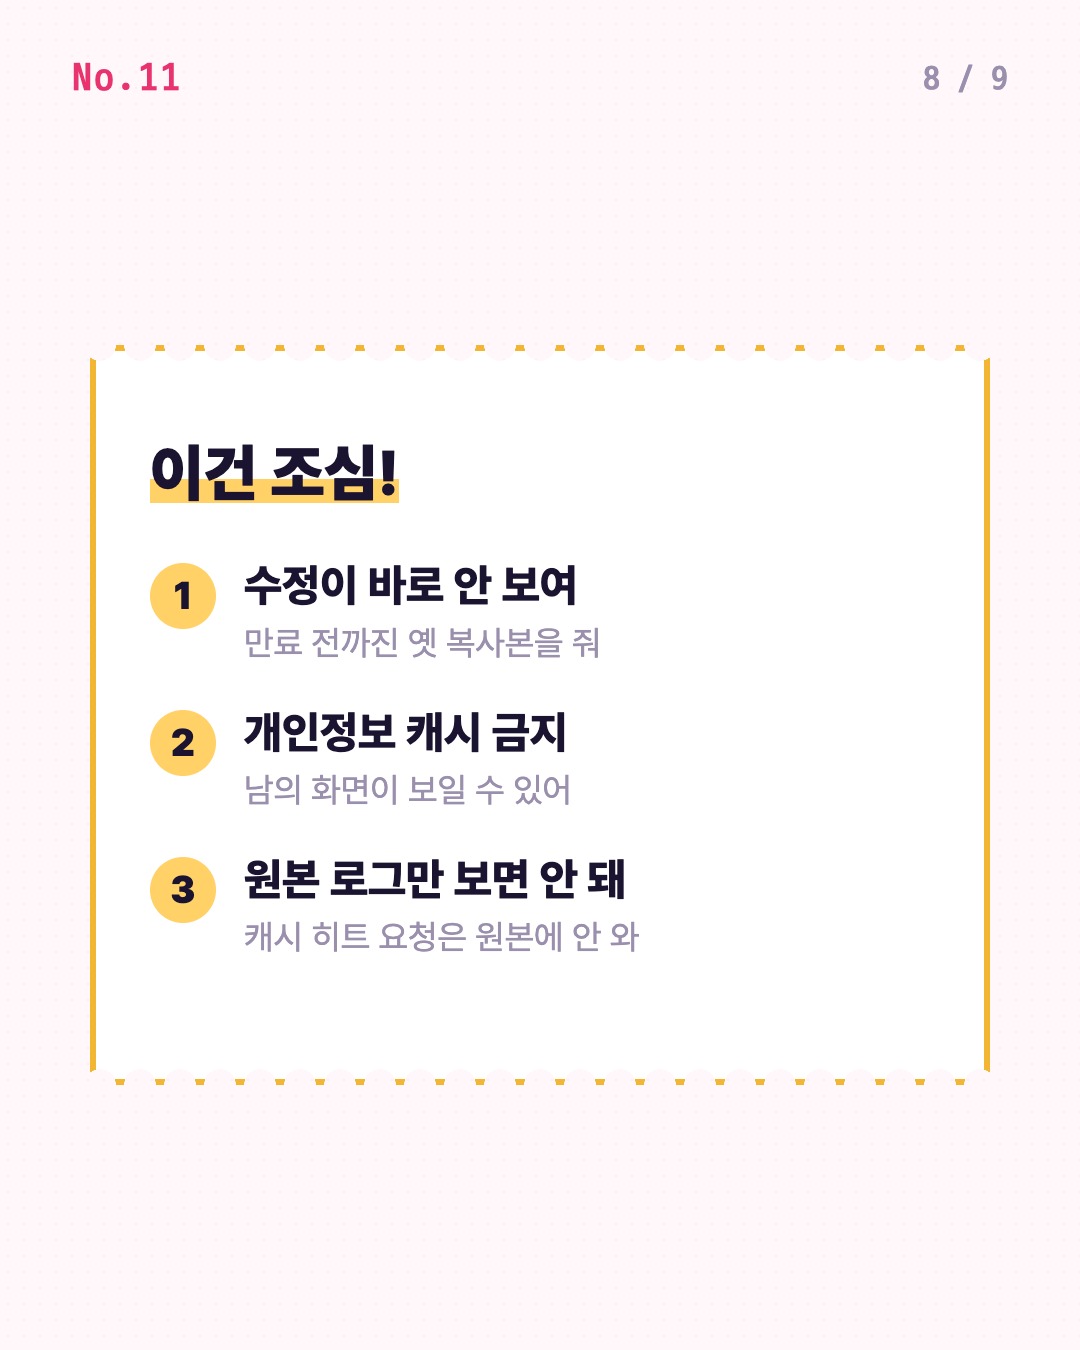 No.11
8 / 9
이건 조심!
1
수정이 바로 안 보여
만료 전까진 옛 복사본을 줘
2
개인정보 캐시 금지
남의 화면이 보일 수 있어
3
원본 로그만 보면 안 돼
캐시 히트 요청은 원본에 안 와